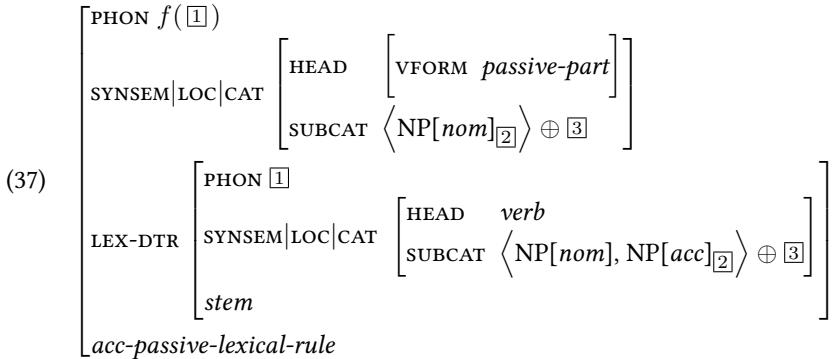 PHON f( 1 )
SYNSEM|LOC|CAT
HEAD [VFORM passive-part]
SUBCAT ⟨NP[nom] 2 ⟩ ⊕ 3
(37)
LEX-DTR
PHON 1
SYNSEM|LOC|CAT
HEAD verb
SUBCAT ⟨NP[nom], NP[acc] 2 ⟩ ⊕ 3
stem
acc-passive-lexical-rule